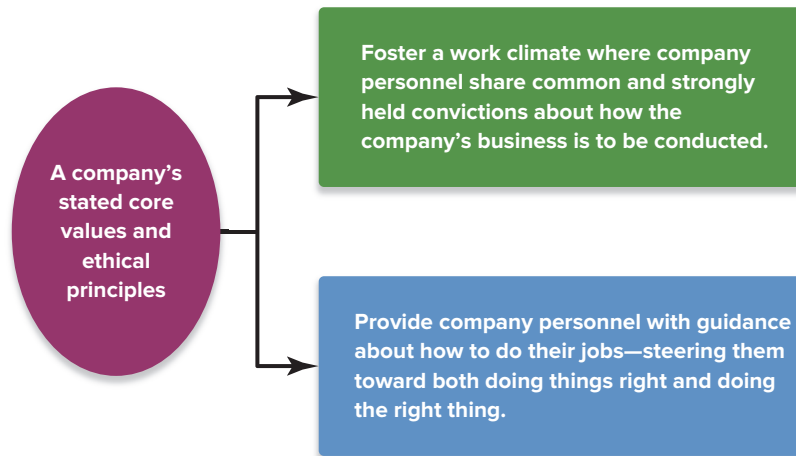 A company’s
stated core
values and
ethical
principles
Foster a work climate where company
personnel share common and strongly
held convictions about how the
company’s business is to be conducted.
Provide company personnel with guidance
about how to do their jobs—steering them
toward both doing things right and doing
the right thing.